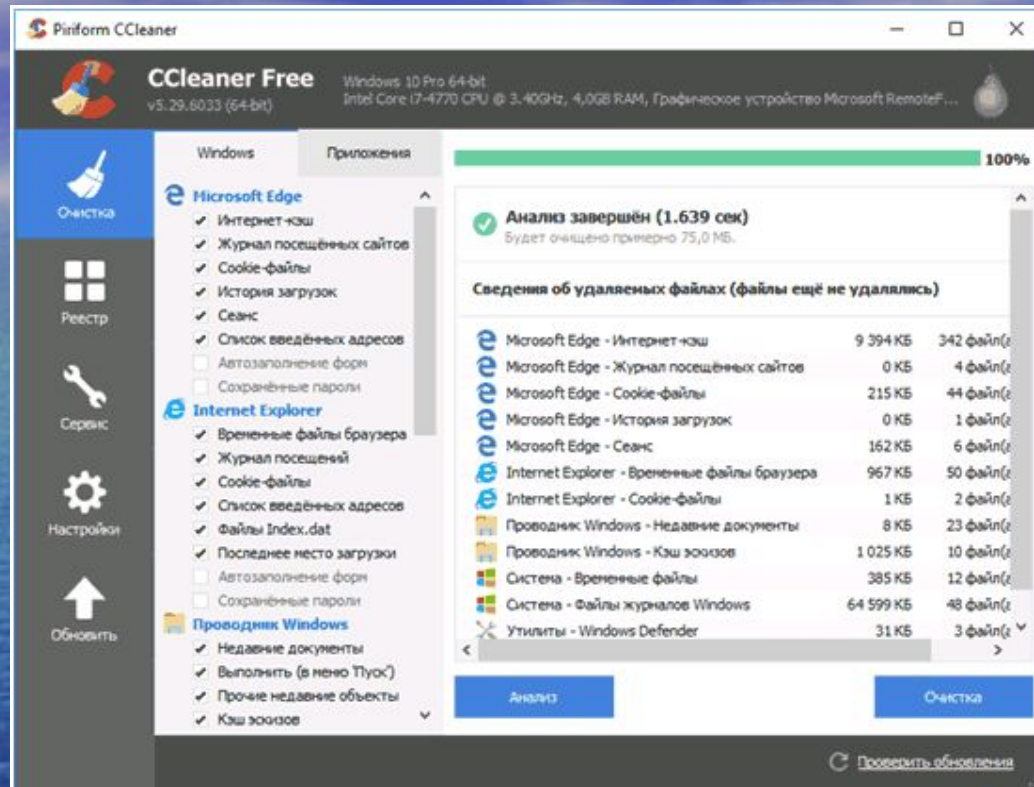 Piriform CCleaner
CCleaner Free
v5.29.6033 (64-bit)
Windows 10 Pro 64-bit
Intel Core i7-4770 CPU @ 3.40GHz, 4,0GB RAM, Графическое устройство Microsoft RemoteF...
Очистка
Реестр
Сервис
Настройки
Обновить
Windows Приложения
Microsoft Edge
Интернет-кэш
Журнал посещённых сайтов
Cookie-файлы
История загрузок
Сеанс
Список введённых адресов
Автозаполнение форм
Сохранённые пароли
Internet Explorer
Временные файлы браузера
Журнал посещений
Cookie-файлы
Список введённых адресов
Файлы Index.dat
Последнее место загрузки
Автозаполнение форм
Сохранённые пароли
Проводник Windows
Недавние документы
Выполнить (в меню 'Пуск')
Прочие недавние объекты
Кэш эскизов
100%
Анализ завершён (1.639 сек)
Будет очищено примерно 75,0 МБ.
Сведения об удаляемых файлах (файлы ещё не удалялись)
Microsoft Edge - Интернет-кэш 9 394 КБ 342 файл(а
Microsoft Edge - Журнал посещённых сайтов 0 КБ 4 файл(а
Microsoft Edge - Cookie-файлы 215 КБ 44 файл(а
Microsoft Edge - История загрузок 0 КБ 1 файл(а
Microsoft Edge - Сеанс 162 КБ 6 файл(а
Internet Explorer - Временные файлы браузера 967 КБ 50 файл(а
Internet Explorer - Cookie-файлы 1 КБ 2 файл(а
Проводник Windows - Недавние документы 8 КБ 23 файл(а
Проводник Windows - Кэш эскизов 1 025 КБ 10 файл(а
Система - Временные файлы 385 КБ 12 файл(а
Система - Файлы журналов Windows 64 599 КБ 48 файл(а
Утилиты - Windows Defender 31 КБ 3 файл(а
Анализ
Очистка
Проверить обновления